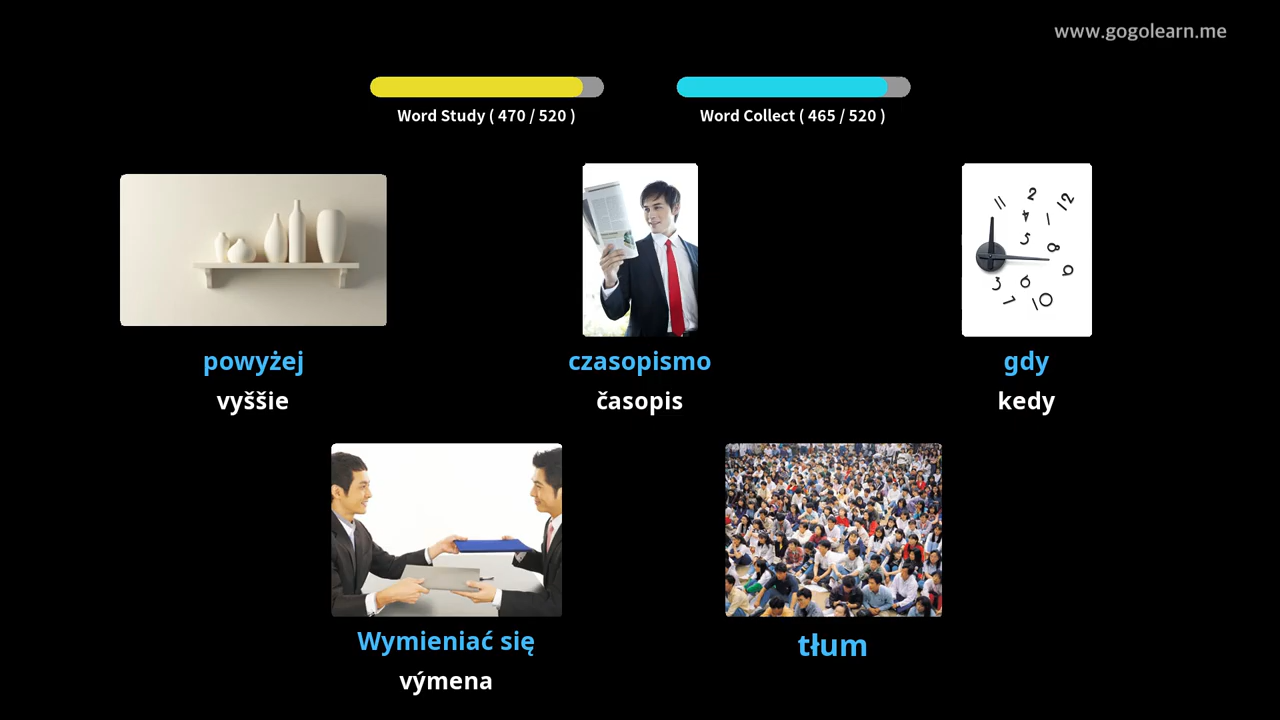 www.gogolearn.me
Word Study ( 470 / 520 )
Word Collect ( 465 / 520 )
powyżej
vyššie
czasopismo
časopis
gdy
kedy
Wymieniać się
výmena
tłum